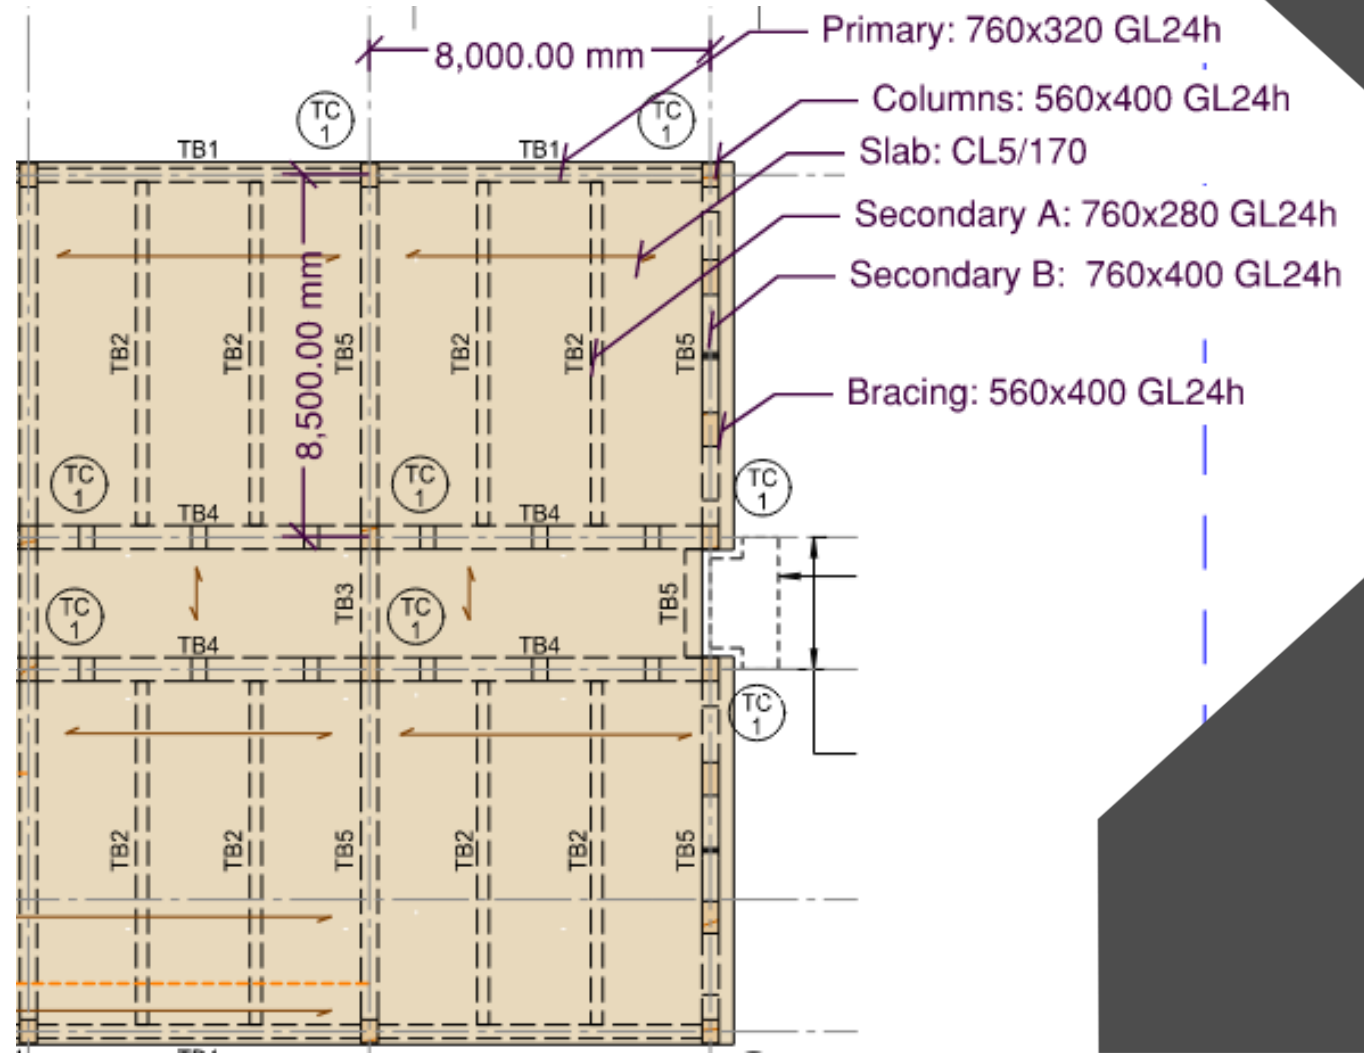 Primary: 760x320 GL24h
8,000.00 mm
Columns: 560x400 GL24h
TC
1
TC
1
TB1
TB1
Slab: CL5/170
Secondary A: 760x280 GL24h
Secondary B: 760x400 GL24h
8,500.00 mm
TB2
TB2
TB5
TB2
TB2
TB5
Bracing: 560x400 GL24h
TC
1
TC
1
TC
1
TB4
TB4
TC
1
TB3
TC
1
TB5
TB4
TB4
TC
1
TB2
TB2
TB5
TB2
TB2
TB5